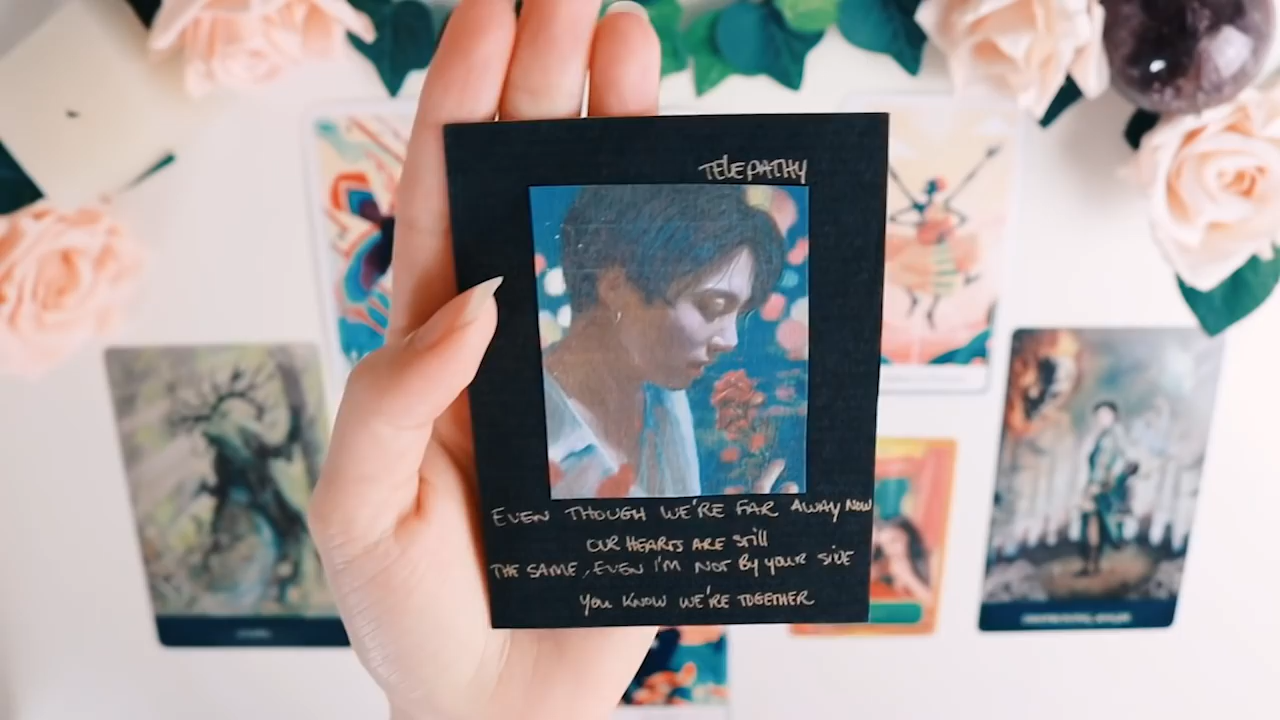 TELEPATHY
EVEN THOUGH WE'RE FAR AWAY NOW
OUR HEARTS ARE STILL
THE SAME, EVEN I'M NOT BY YOUR SIDE
YOU KNOW WE'RE TOGETHER